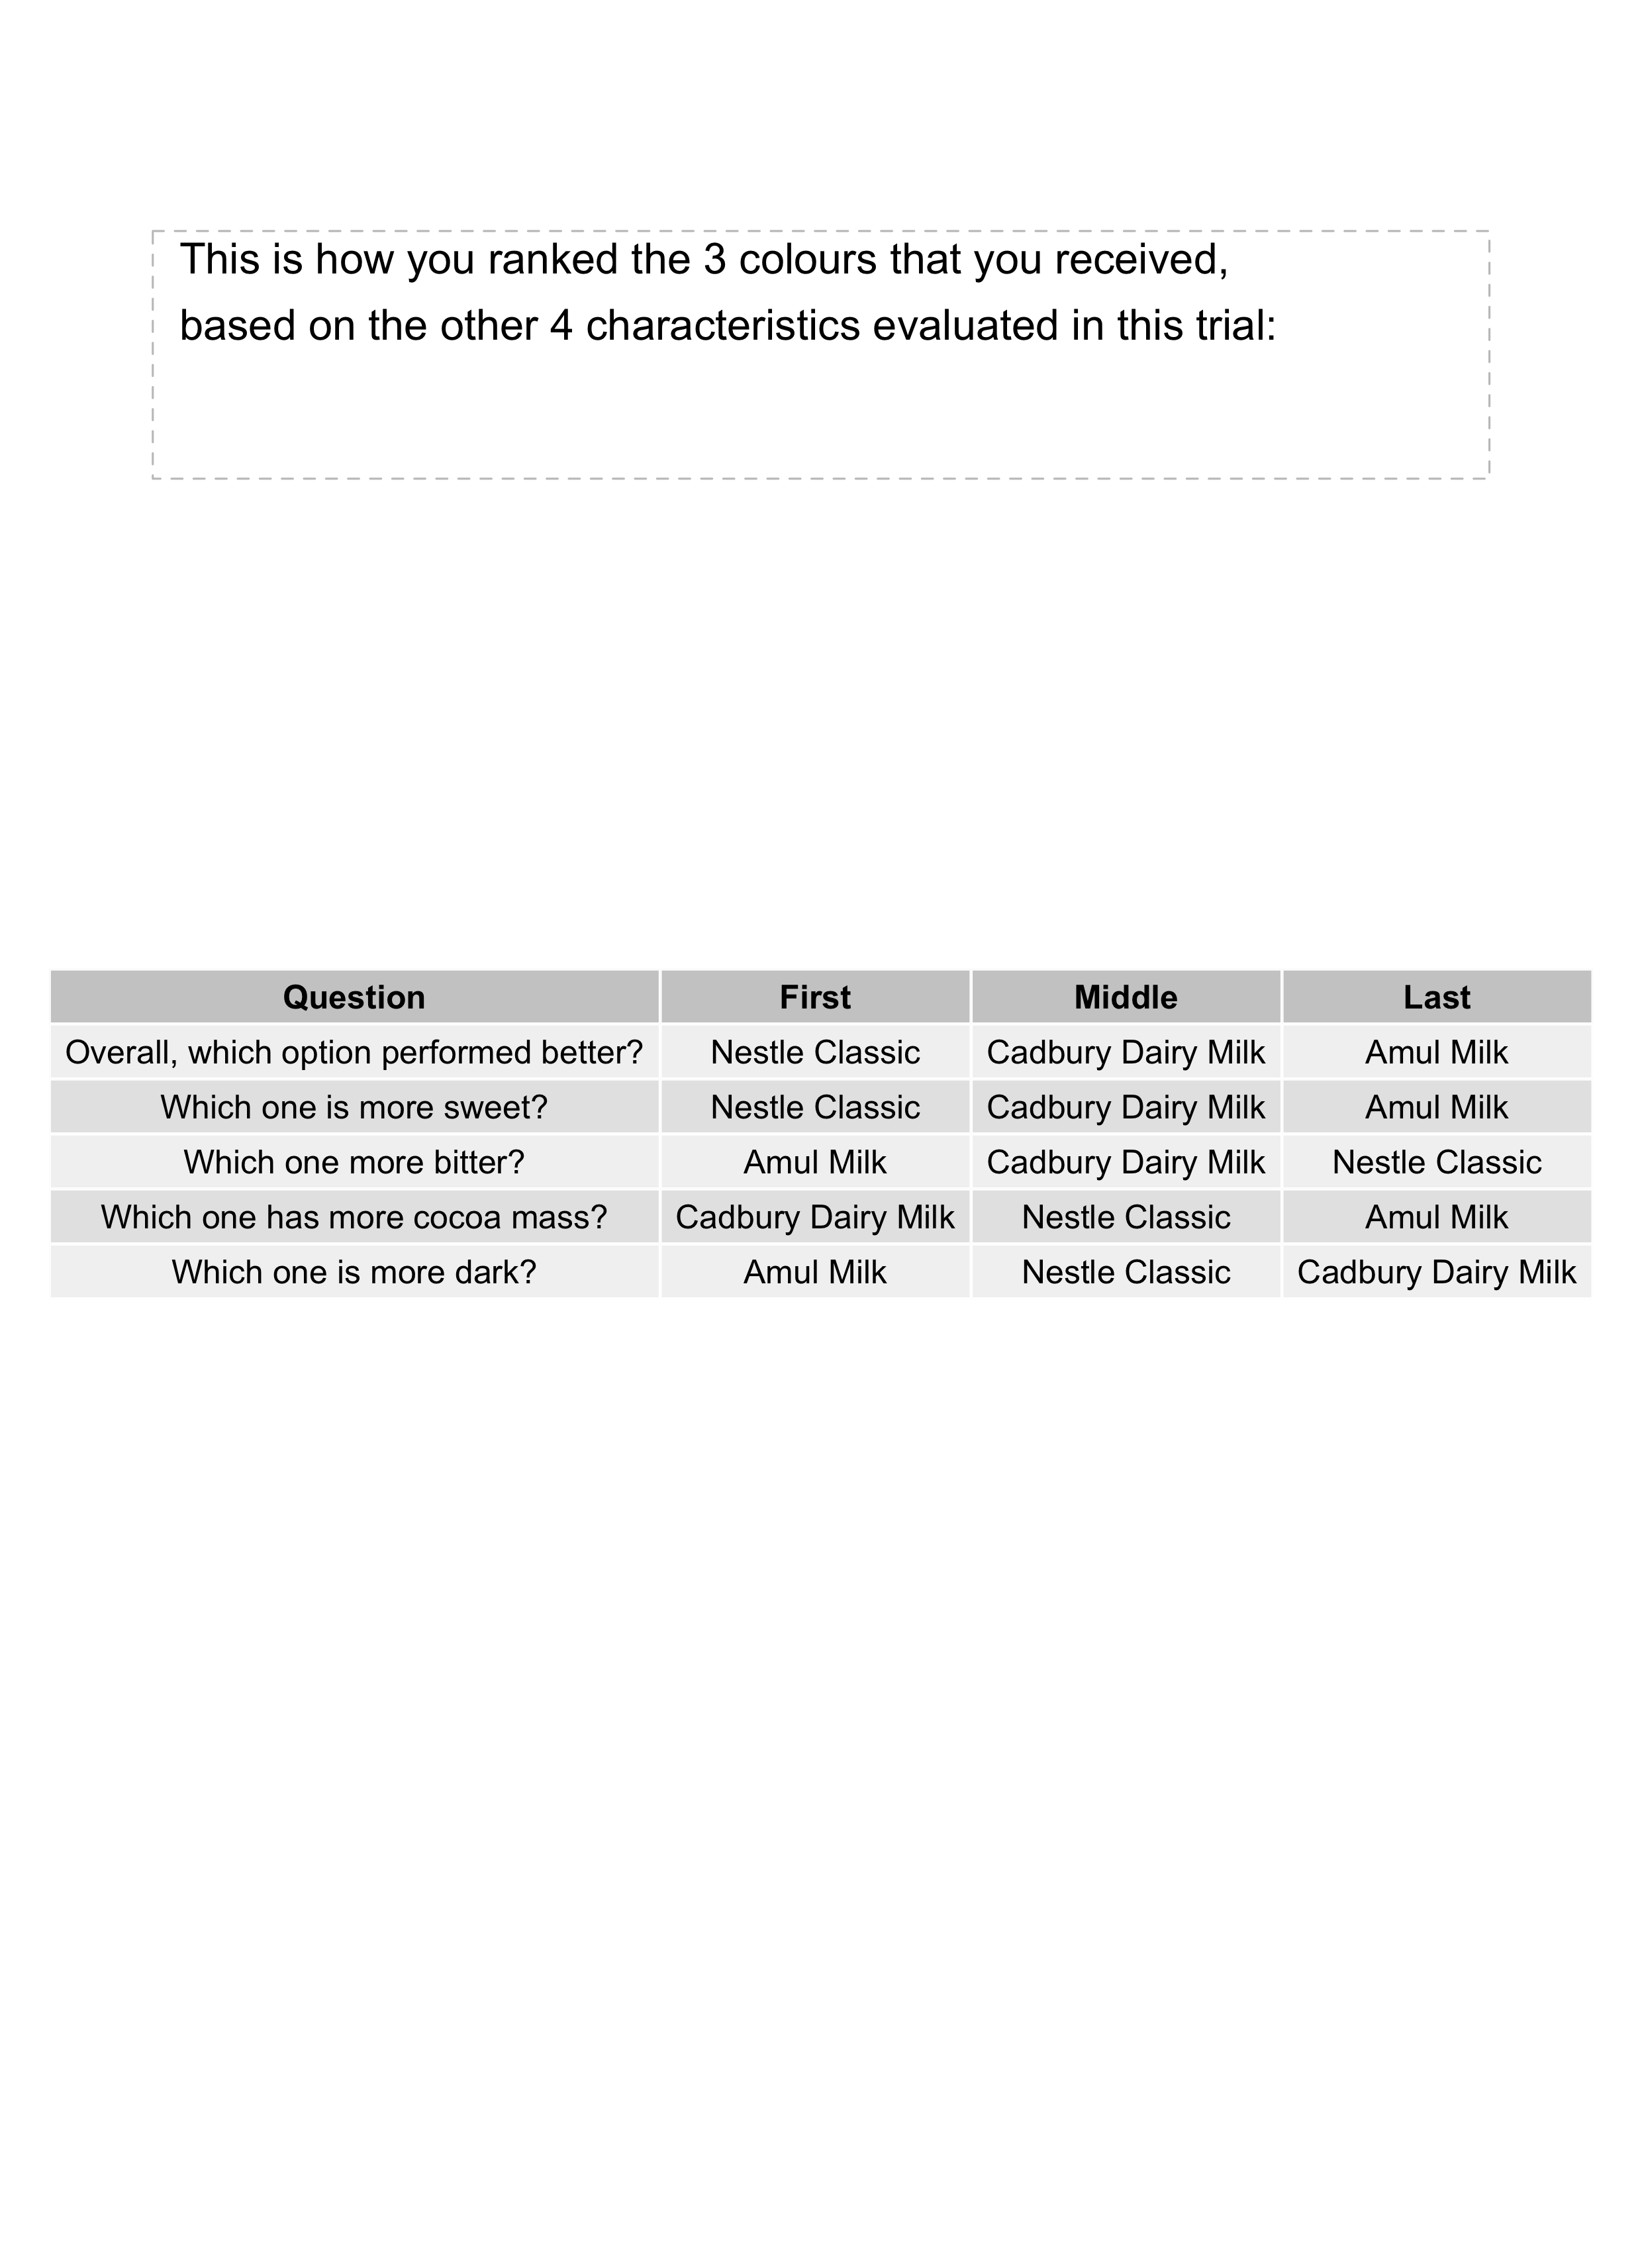 This is how you ranked the 3 colours that you received,
based on the other 4 characteristics evaluated in this trial:
Question First Middle Last
Overall, which option performed better? Nestle Classic Cadbury Dairy Milk Amul Milk
Which one is more sweet? Nestle Classic Cadbury Dairy Milk Amul Milk
Which one more bitter? Amul Milk Cadbury Dairy Milk Nestle Classic
Which one has more cocoa mass? Cadbury Dairy Milk Nestle Classic Amul Milk
Which one is more dark? Amul Milk Nestle Classic Cadbury Dairy Milk